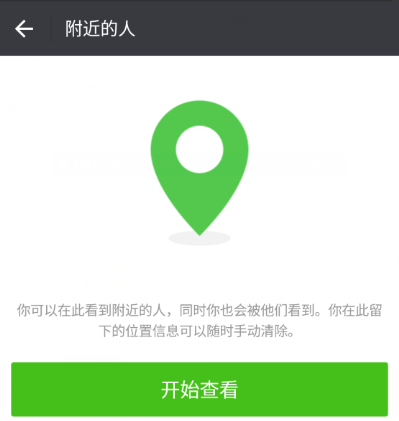 附近的人
你可以在此看到附近的人，同时你也会被他们看到。你在此留
下的位置信息可以随时手动清除。
开始查看